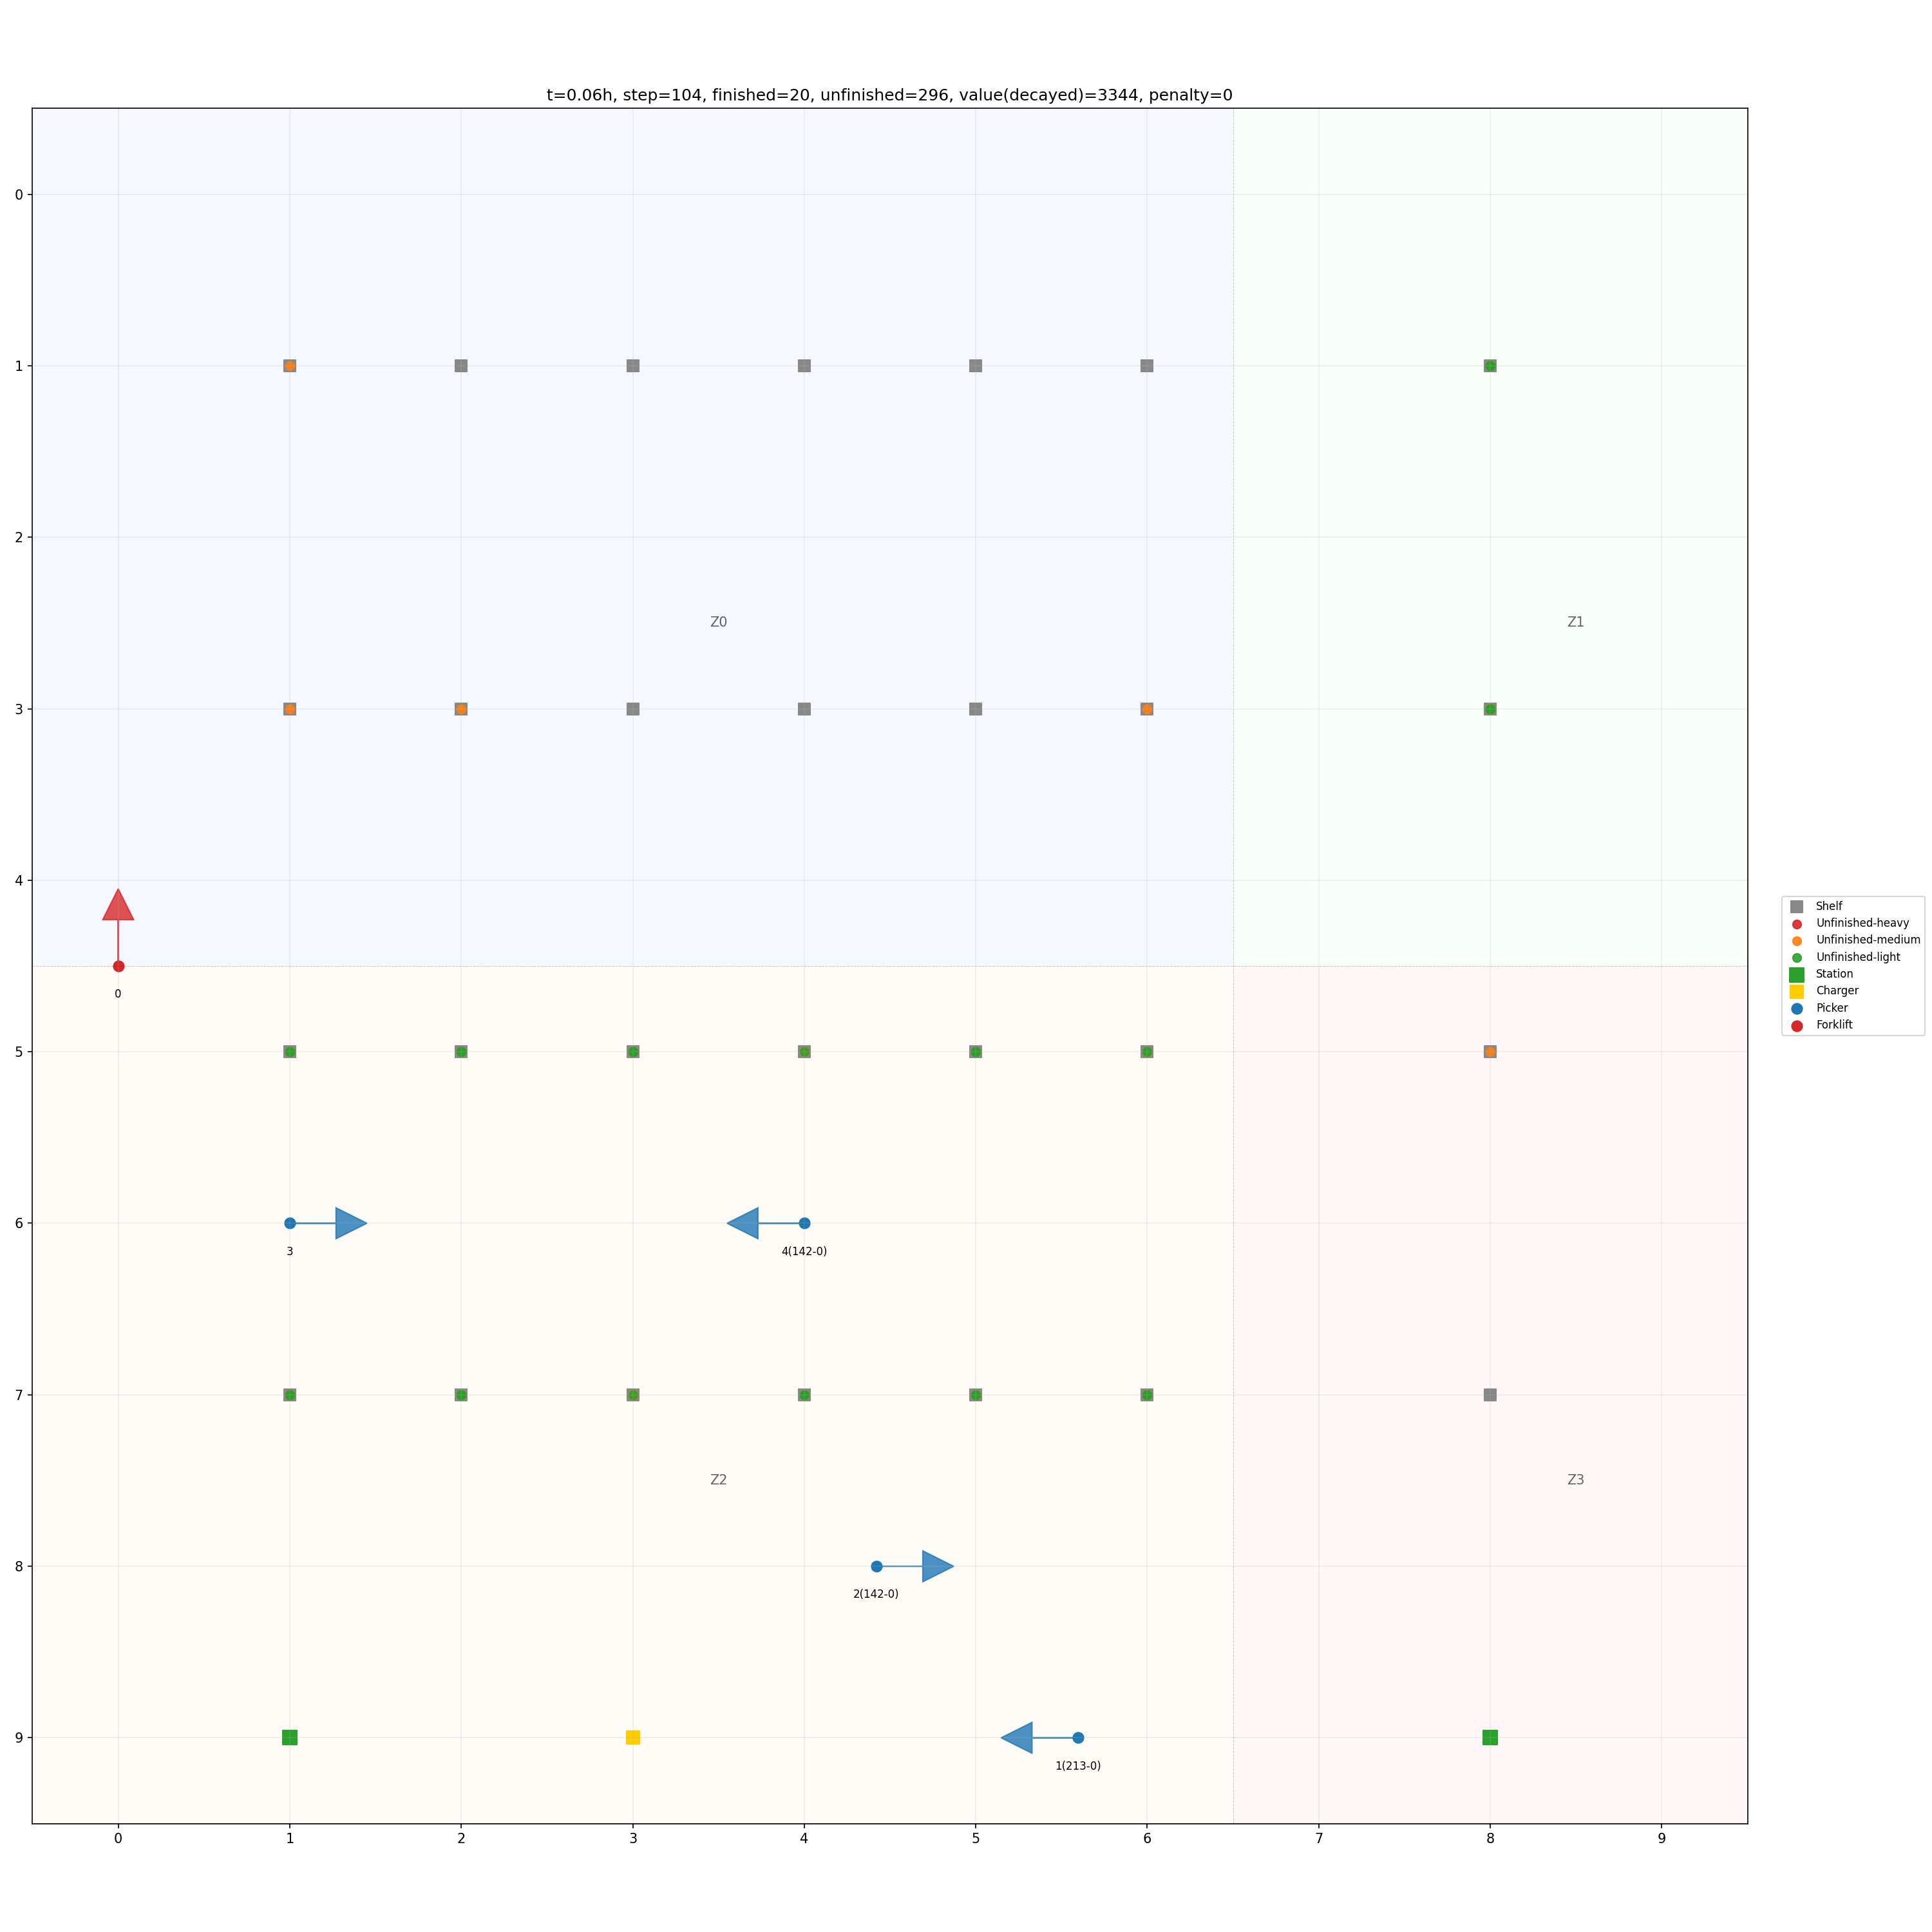 t=0.06h, step=104, finished=20, unfinished=296, value(decayed)=3344, penalty=0
0
1
2
Z0
Z1
3
4
0
Shelf
Unfinished-heavy
Unfinished-medium
Unfinished-light
Station
Charger
Picker
Forklift
5
6
3
4(142-0)
7
Z2
Z3
8
2(142-0)
9
1(213-0)
0 1 2 3 4 5 6 7 8 9